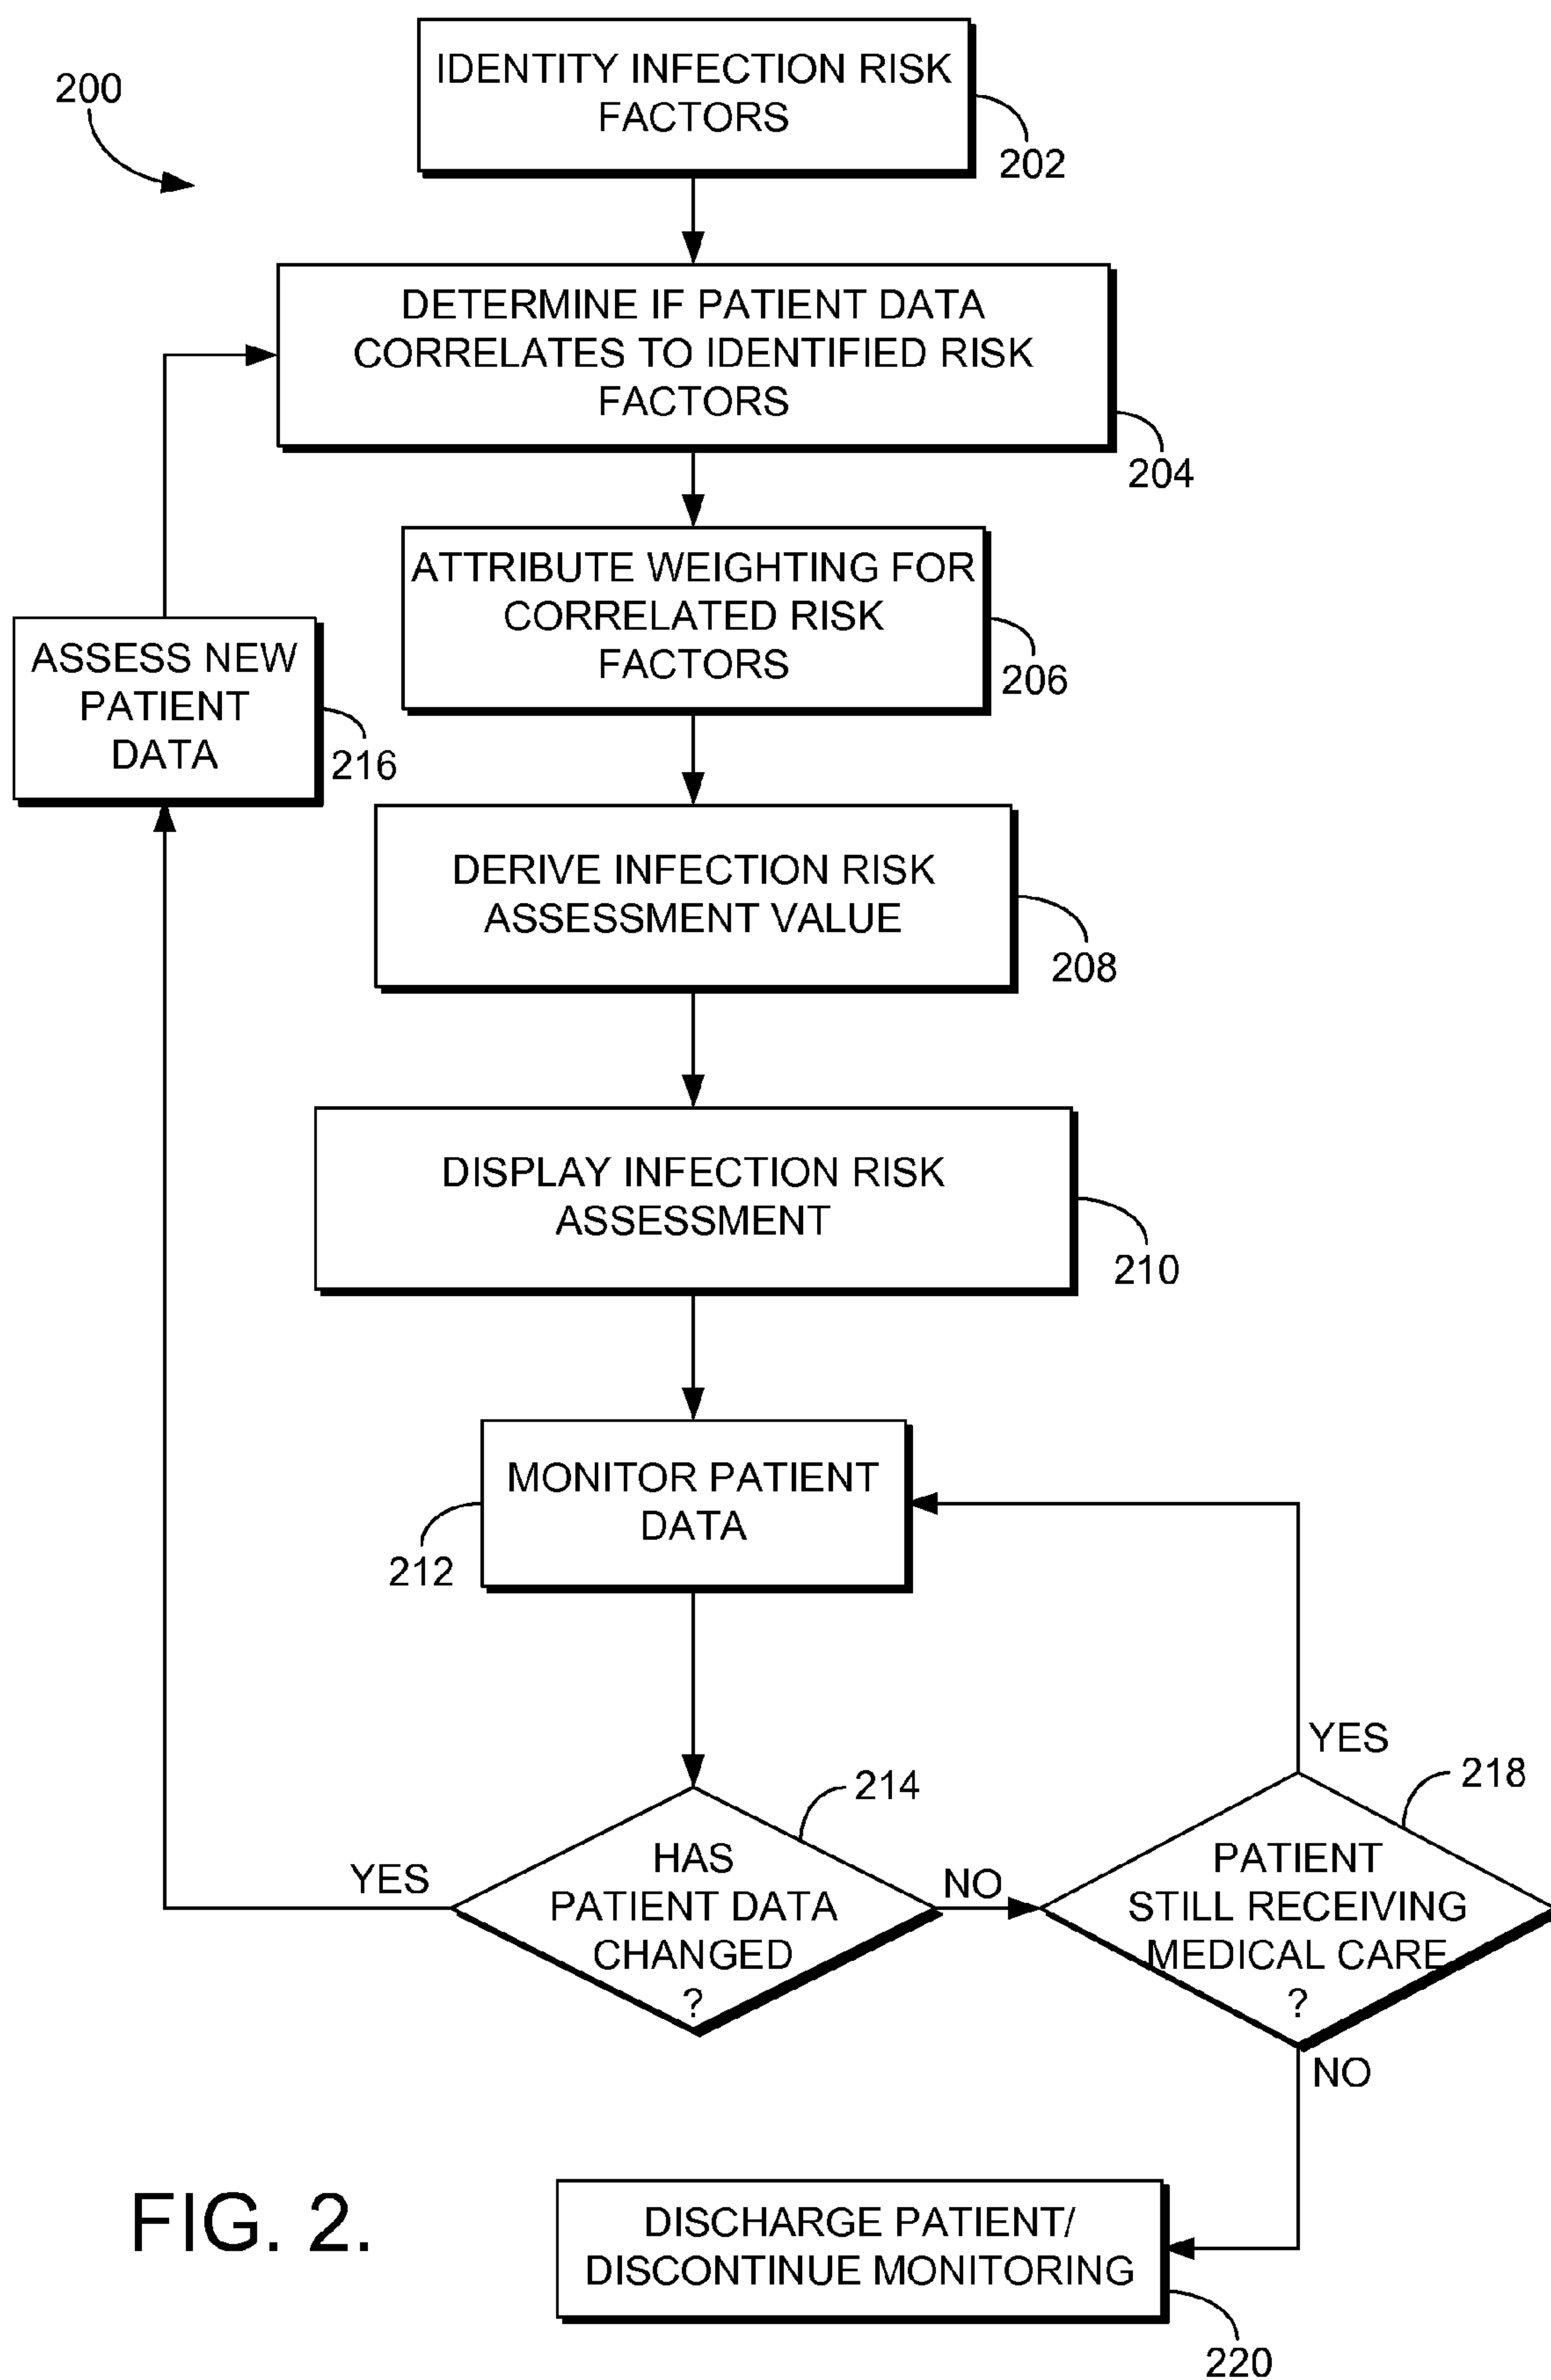 200
IDENTITY INFECTION RISK
FACTORS
202
DETERMINE IF PATIENT DATA
CORRELATES TO IDENTIFIED RISK
FACTORS
204
ATTRIBUTE WEIGHTING FOR
CORRELATED RISK
FACTORS
206
ASSESS NEW
PATIENT
DATA
216
DERIVE INFECTION RISK
ASSESSMENT VALUE
208
DISPLAY INFECTION RISK
ASSESSMENT
210
MONITOR PATIENT
DATA
212
214
HAS
PATIENT DATA
CHANGED
?
YES
NO
218
PATIENT
STILL RECEIVING
MEDICAL CARE
?
YES
NO
DISCHARGE PATIENT/
DISCONTINUE MONITORING
220
FIG. 2.